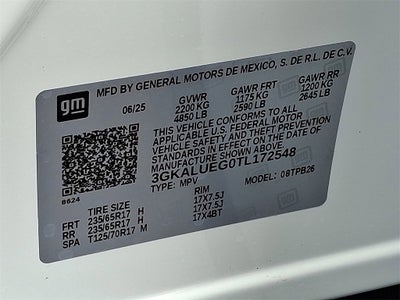 gm
MFD BY GENERAL MOTORS DE MEXICO, S. DE R.L. DE C.V.
06/25 GVWR GAWR FRT GAWR RR
2200 KG 1175 KG 1200 KG
4850 LB 2590 LB 2645 LB
THIS VEHICLE CONFORMS TO ALL
APPLICABLE U.S. FEDERAL MOTOR
VEHICLE SAFETY, BUMPER, AND THEFT
PREVENTION STANDARDS IN EFFECT ON
THE DATE OF MANUFACTURE SHOWN ABOVE.
3GKALUEG0TL172548
TYPE: MPV MODEL: 08TPB26
8624
TIRE SIZE RIM
FRT 235/65R17 H 17X7.5J
RR 235/65R17 H 17X7.5J
SPA T125/70R17 M 17X4BT